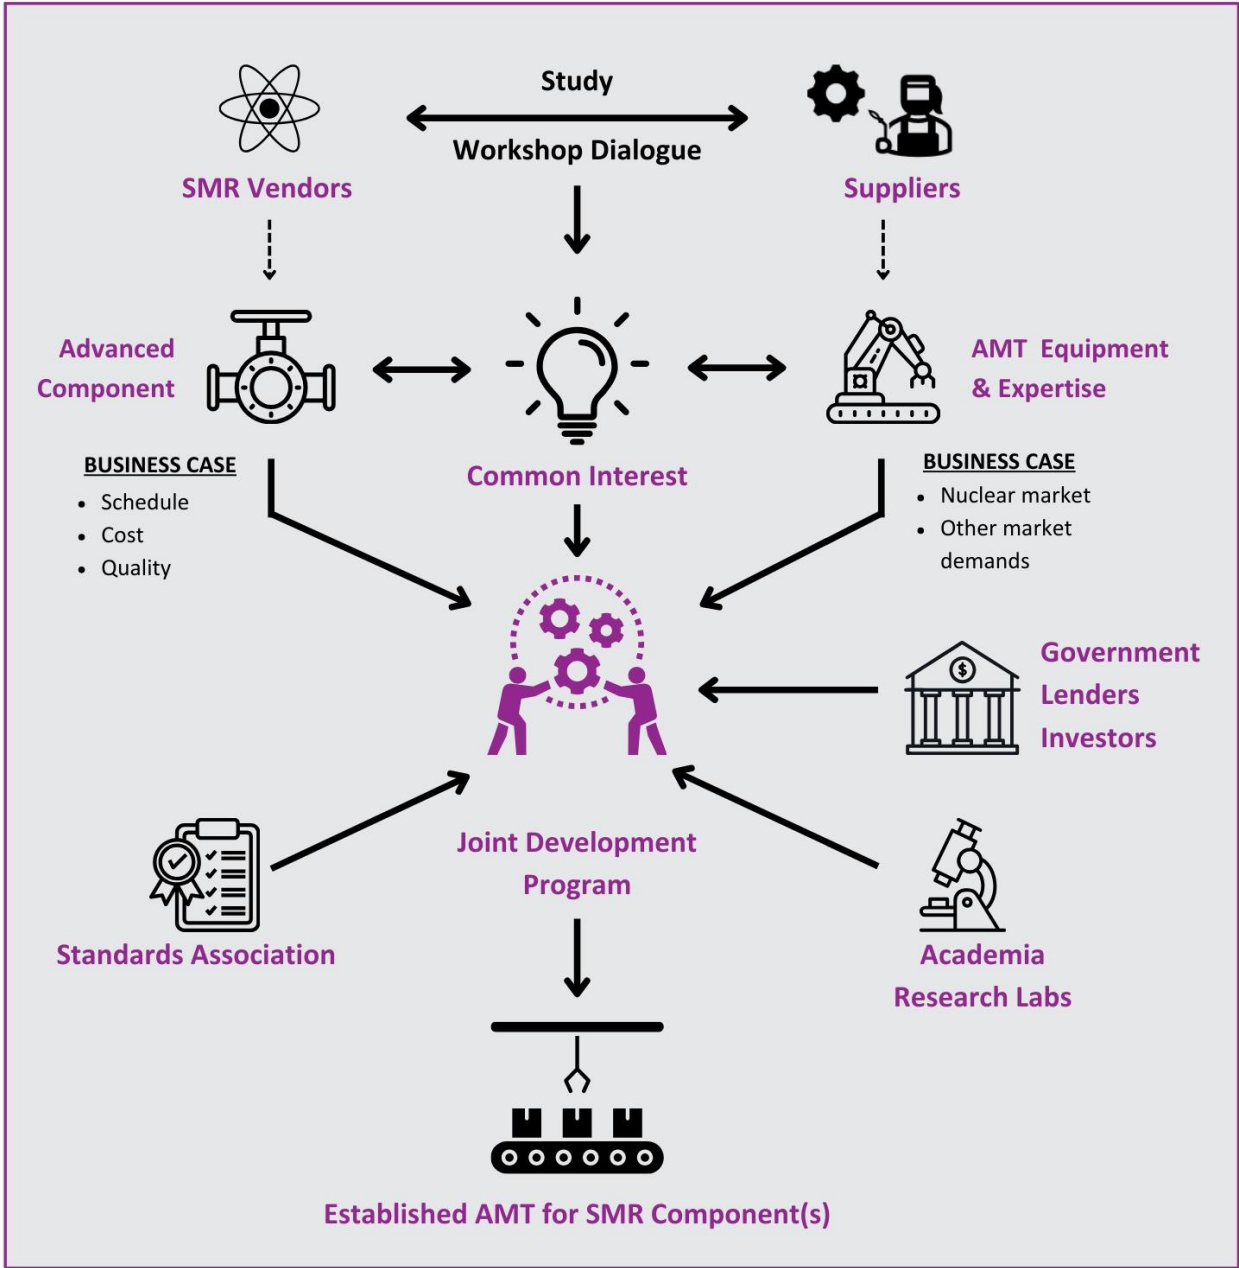 Study
Workshop Dialogue
SMR Vendors
Suppliers
Advanced
Component
AMT Equipment
& Expertise
BUSINESS CASE
• Schedule
• Cost
• Quality
Common Interest
BUSINESS CASE
• Nuclear market
• Other market
demands
$
Government
Lenders
Investors
Joint Development
Program
Standards Association
Academia
Research Labs
Established AMT for SMR Component(s)